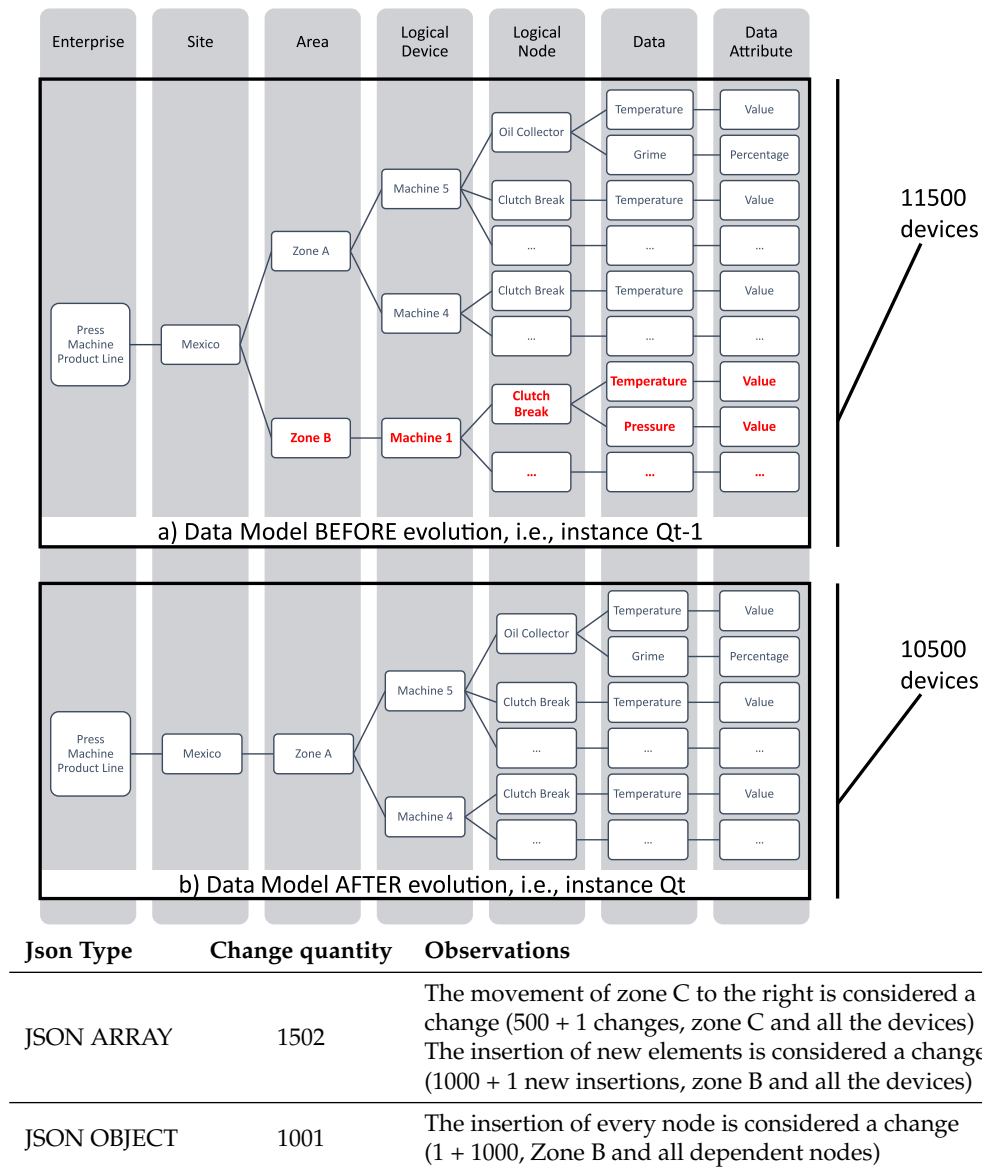 Enterprise
Site
Area
Logical
Device
Logical
Node
Data
Data
Attribute
Press
Machine
Product Line
Mexico
Zone A
Machine 5
Oil Collector
Temperature
Value
Grime
Percentage
Clutch Break
Temperature
Value
...
...
...
Machine 4
Clutch Break
Temperature
Value
...
...
...
Zone B
Machine 1
Clutch
Break
Temperature
Value
Pressure
Value
...
...
...
a) Data Model BEFORE evolution, i.e., instance Qt-1
11500
devices
Press
Machine
Product Line
Mexico
Zone A
Machine 5
Oil Collector
Temperature
Value
Grime
Percentage
Clutch Break
Temperature
Value
...
...
...
Machine 4
Clutch Break
Temperature
Value
...
...
...
b) Data Model AFTER evolution, i.e., instance Qt
10500
devices
Json Type Change quantity Observations
JSON ARRAY 1502
The movement of zone C to the right is considered a
change (500 + 1 changes, zone C and all the devices)
The insertion of new elements is considered a change
(1000 + 1 new insertions, zone B and all the devices)
JSON OBJECT 1001
The insertion of every node is considered a change
(1 + 1000, Zone B and all dependent nodes)